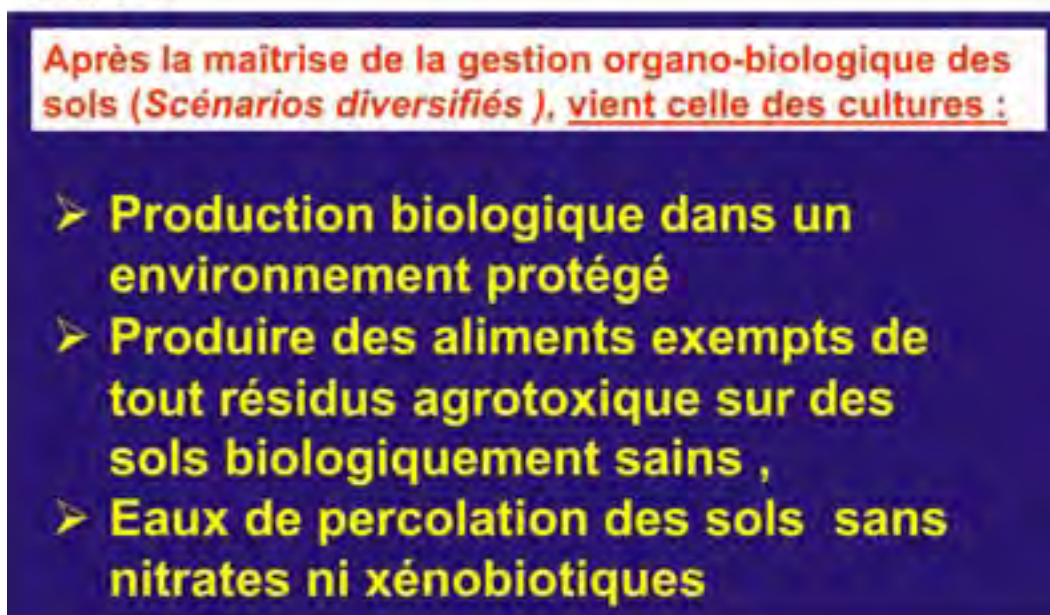 Après la maîtrise de la gestion organo-biologique des
sols (Scénarios diversifiés ), vient celle des cultures :
➢ Production biologique dans un
environnement protégé
➢ Produire des aliments exempts de
tout résidus agrotoxique sur des
sols biologiquement sains ,
➢ Eaux de percolation des sols sans
nitrates ni xénobiotiques